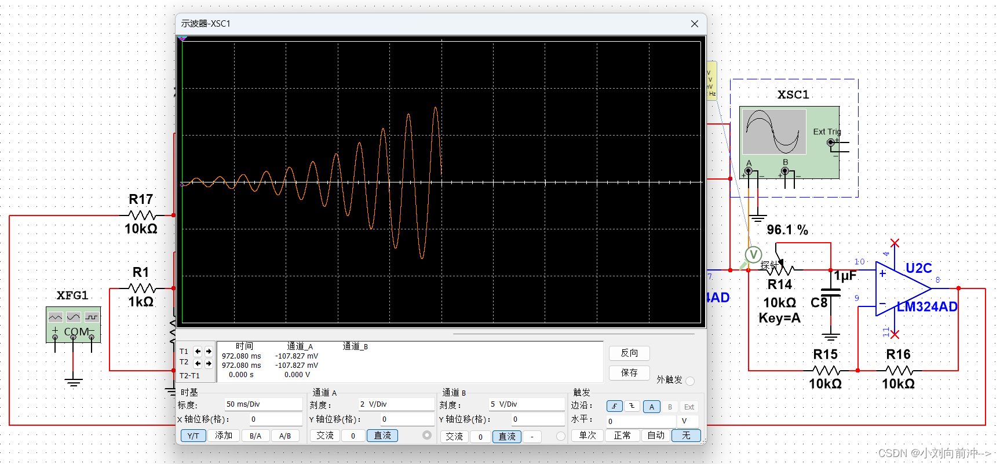 示波器-XSC1
V
V
mV
Hz
XSC1
Ext Trig
+
−
A
B
+
−
+
−
R17
10kΩ
R1
1kΩ
XFG1
+
COM
−
96.1 %
探针
V
R14
10kΩ
Key=A
1µF
C8
7
4AD
10
9
4
11
8
+
−
U2C
LM324AD
R15
10kΩ
R16
10kΩ
时间
通道_A
通道_B
T1
972.080 ms
-107.827 mV
T2
972.080 ms
-107.827 mV
T2-T1
0.000 s
0.000 V
反向
保存
外触发
时基
标度:
50 ms/Div
X 轴位移(格):
0
Y/T
添加
B/A
A/B
通道 A
刻度:
2 V/Div
Y 轴位移(格):
0
交流
0
直流
通道 B
刻度:
5 V/Div
Y 轴位移(格):
0
交流
0
直流
-
触发
边沿:
A
B
Ext
水平:
0
V
单次
正常
自动
无
CSDN @小刘向前冲-->